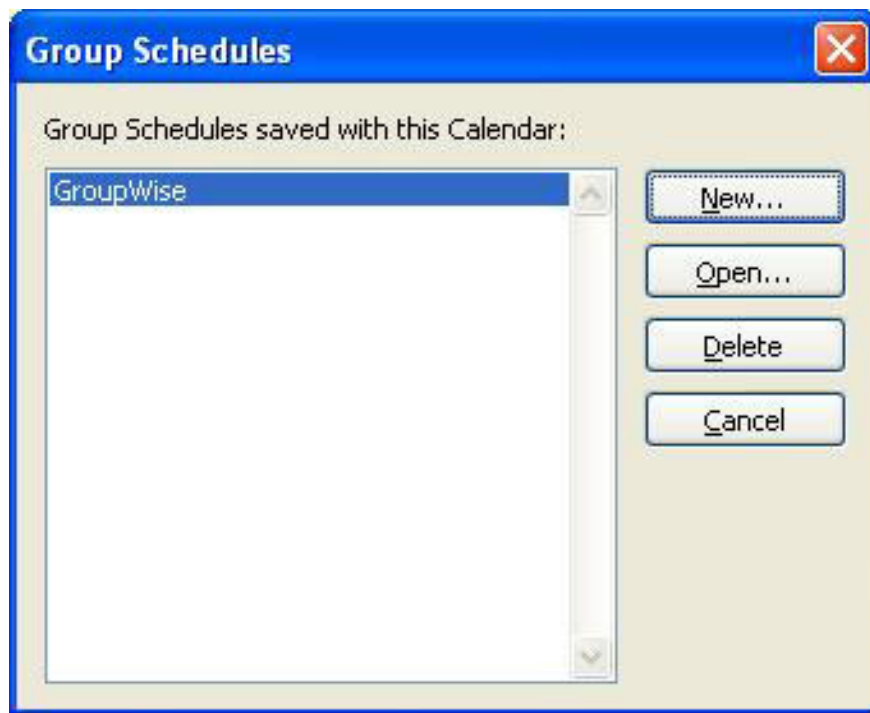 Group Schedules
Group Schedules saved with this Calendar:
GroupWise
New...
Open...
Delete
Cancel